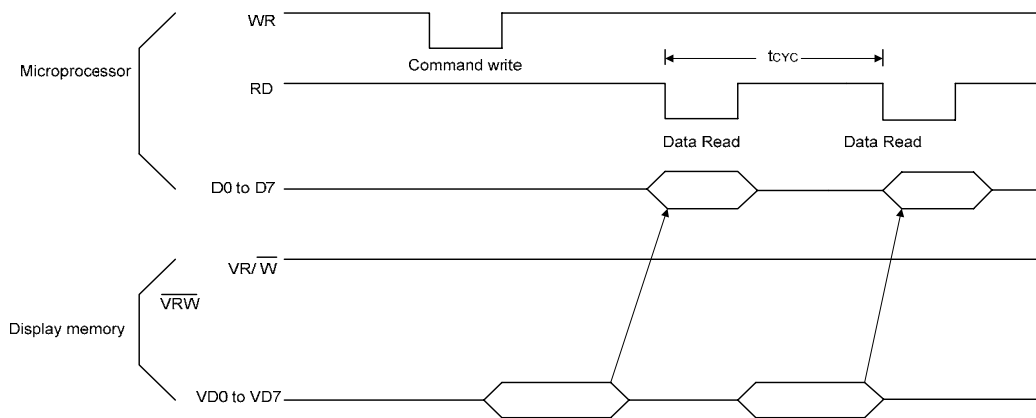 WR
Command write
tCYC
Microprocessor
RD
Data Read
Data Read
D0 to D7
VR/W̅
V̅R̅W̅
Display memory
VD0 to VD7